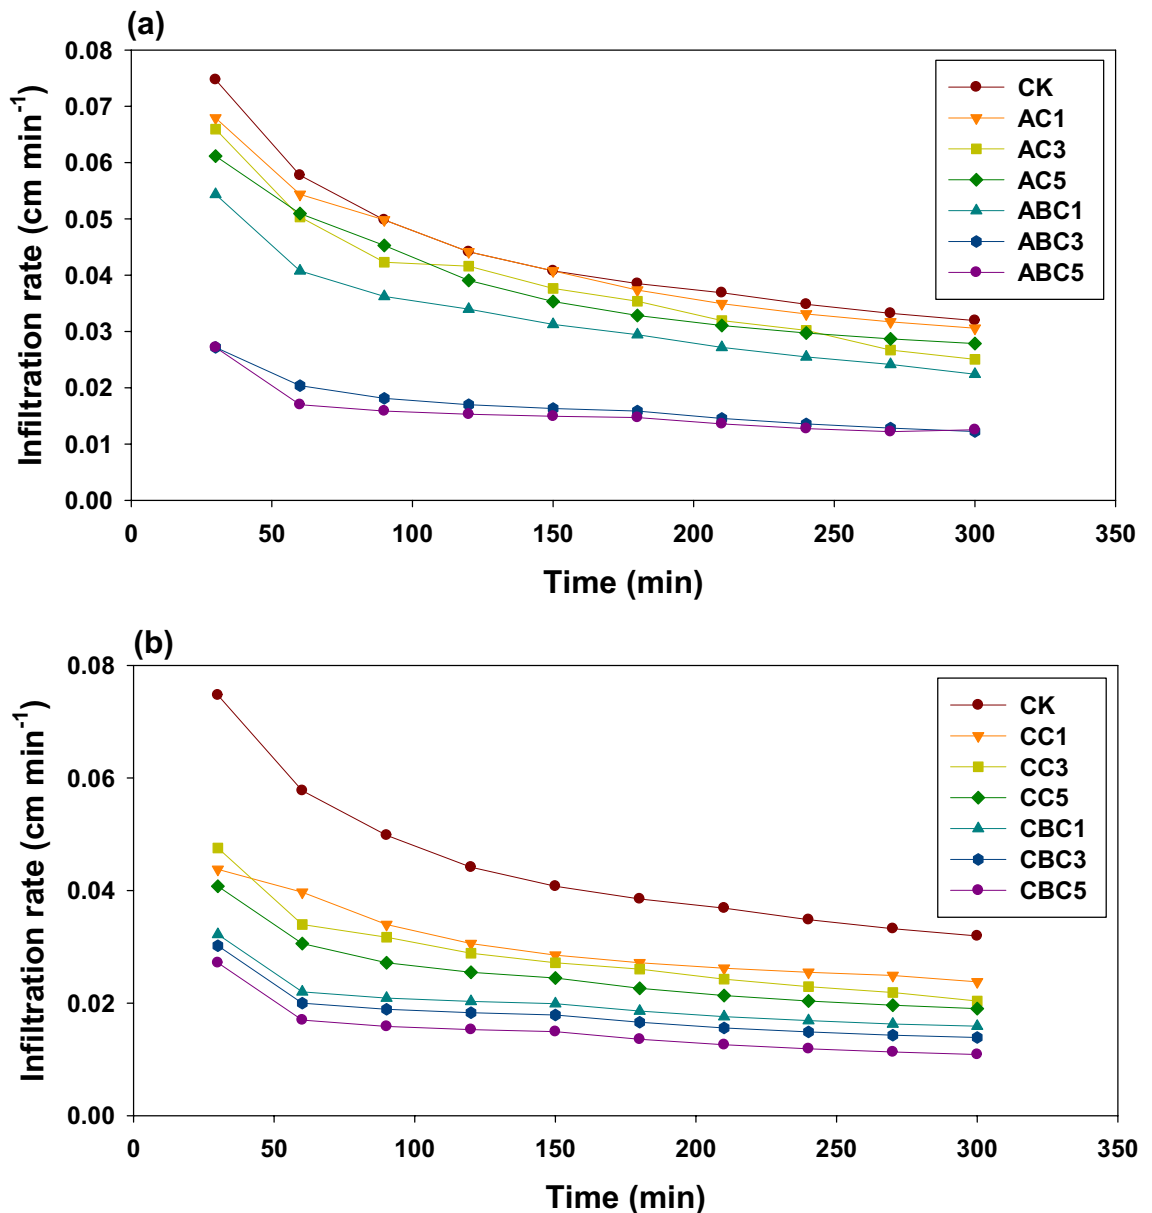 (a)
Infiltration rate (cm min⁻¹)
0.08
0.07
0.06
0.05
0.04
0.03
0.02
0.01
0.00
CK
AC1
AC3
AC5
ABC1
ABC3
ABC5
0 50 100 150 200 250 300 350
Time (min)
(b)
Infiltration rate (cm min⁻¹)
0.08
0.06
0.04
0.02
0.00
CK
CC1
CC3
CC5
CBC1
CBC3
CBC5
0 50 100 150 200 250 300 350
Time (min)